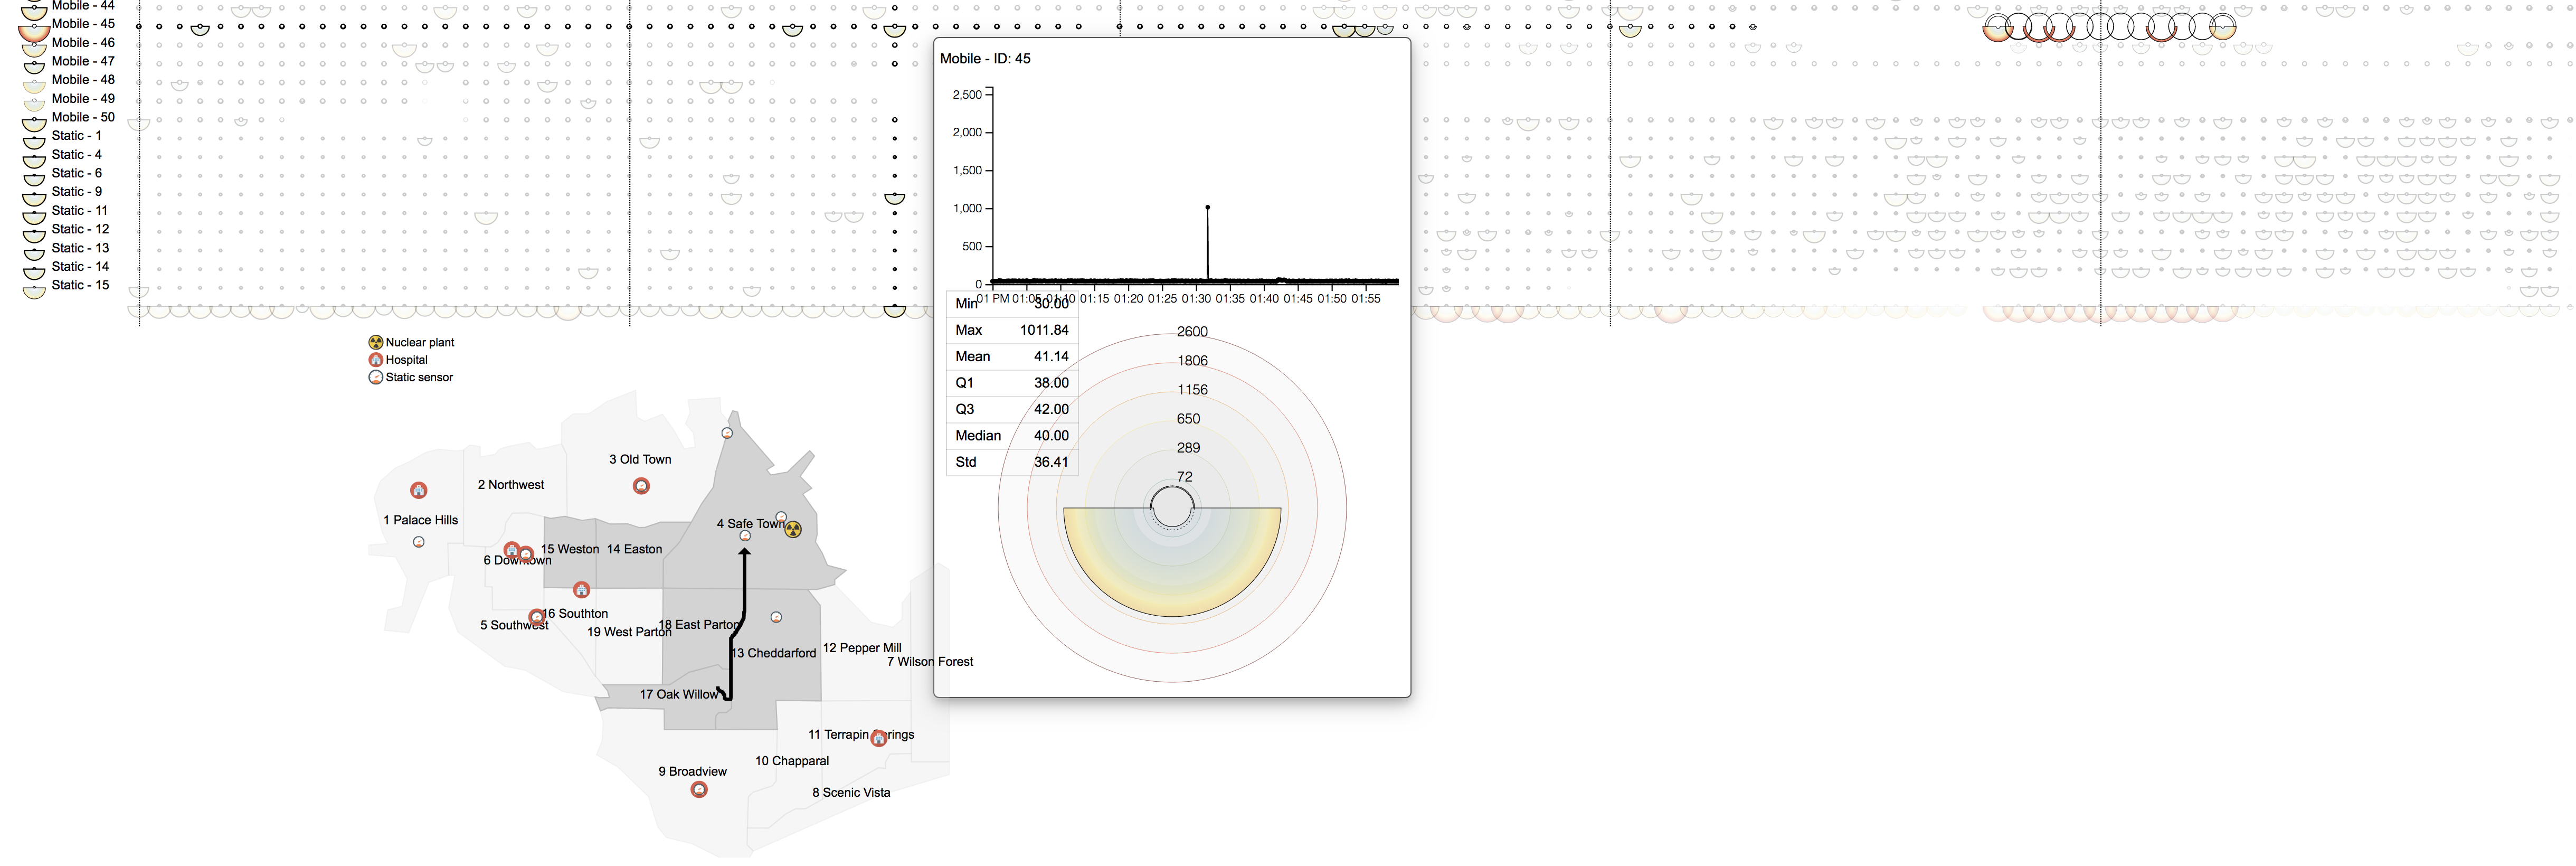 Mobile - 44
Mobile - 45
Mobile - 46
Mobile - 47
Mobile - 48
Mobile - 49
Mobile - 50
Static - 1
Static - 4
Static - 6
Static - 9
Static - 11
Static - 12
Static - 13
Static - 14
Static - 15
Mobile - ID: 45
2,500
2,000
1,500
1,000
500
0
01 PM 01:05 01:10 01:15 01:20 01:25 01:30 01:35 01:40 01:45 01:50 01:55
Min 30.00
Max 1011.84
Mean 41.14
Q1 38.00
Q3 42.00
Median 40.00
Std 36.41
2600
1806
1156
650
289
72
Nuclear plant
Hospital
Static sensor
3 Old Town
2 Northwest
1 Palace Hills
4 Safe Town
15 Weston
14 Easton
6 Downtown
16 Southton
5 Southwest
19 West Parton
18 East Parton
13 Cheddarford
12 Pepper Mill
7 Wilson Forest
17 Oak Willow
11 Terrapin Springs
10 Chapparal
9 Broadview
8 Scenic Vista